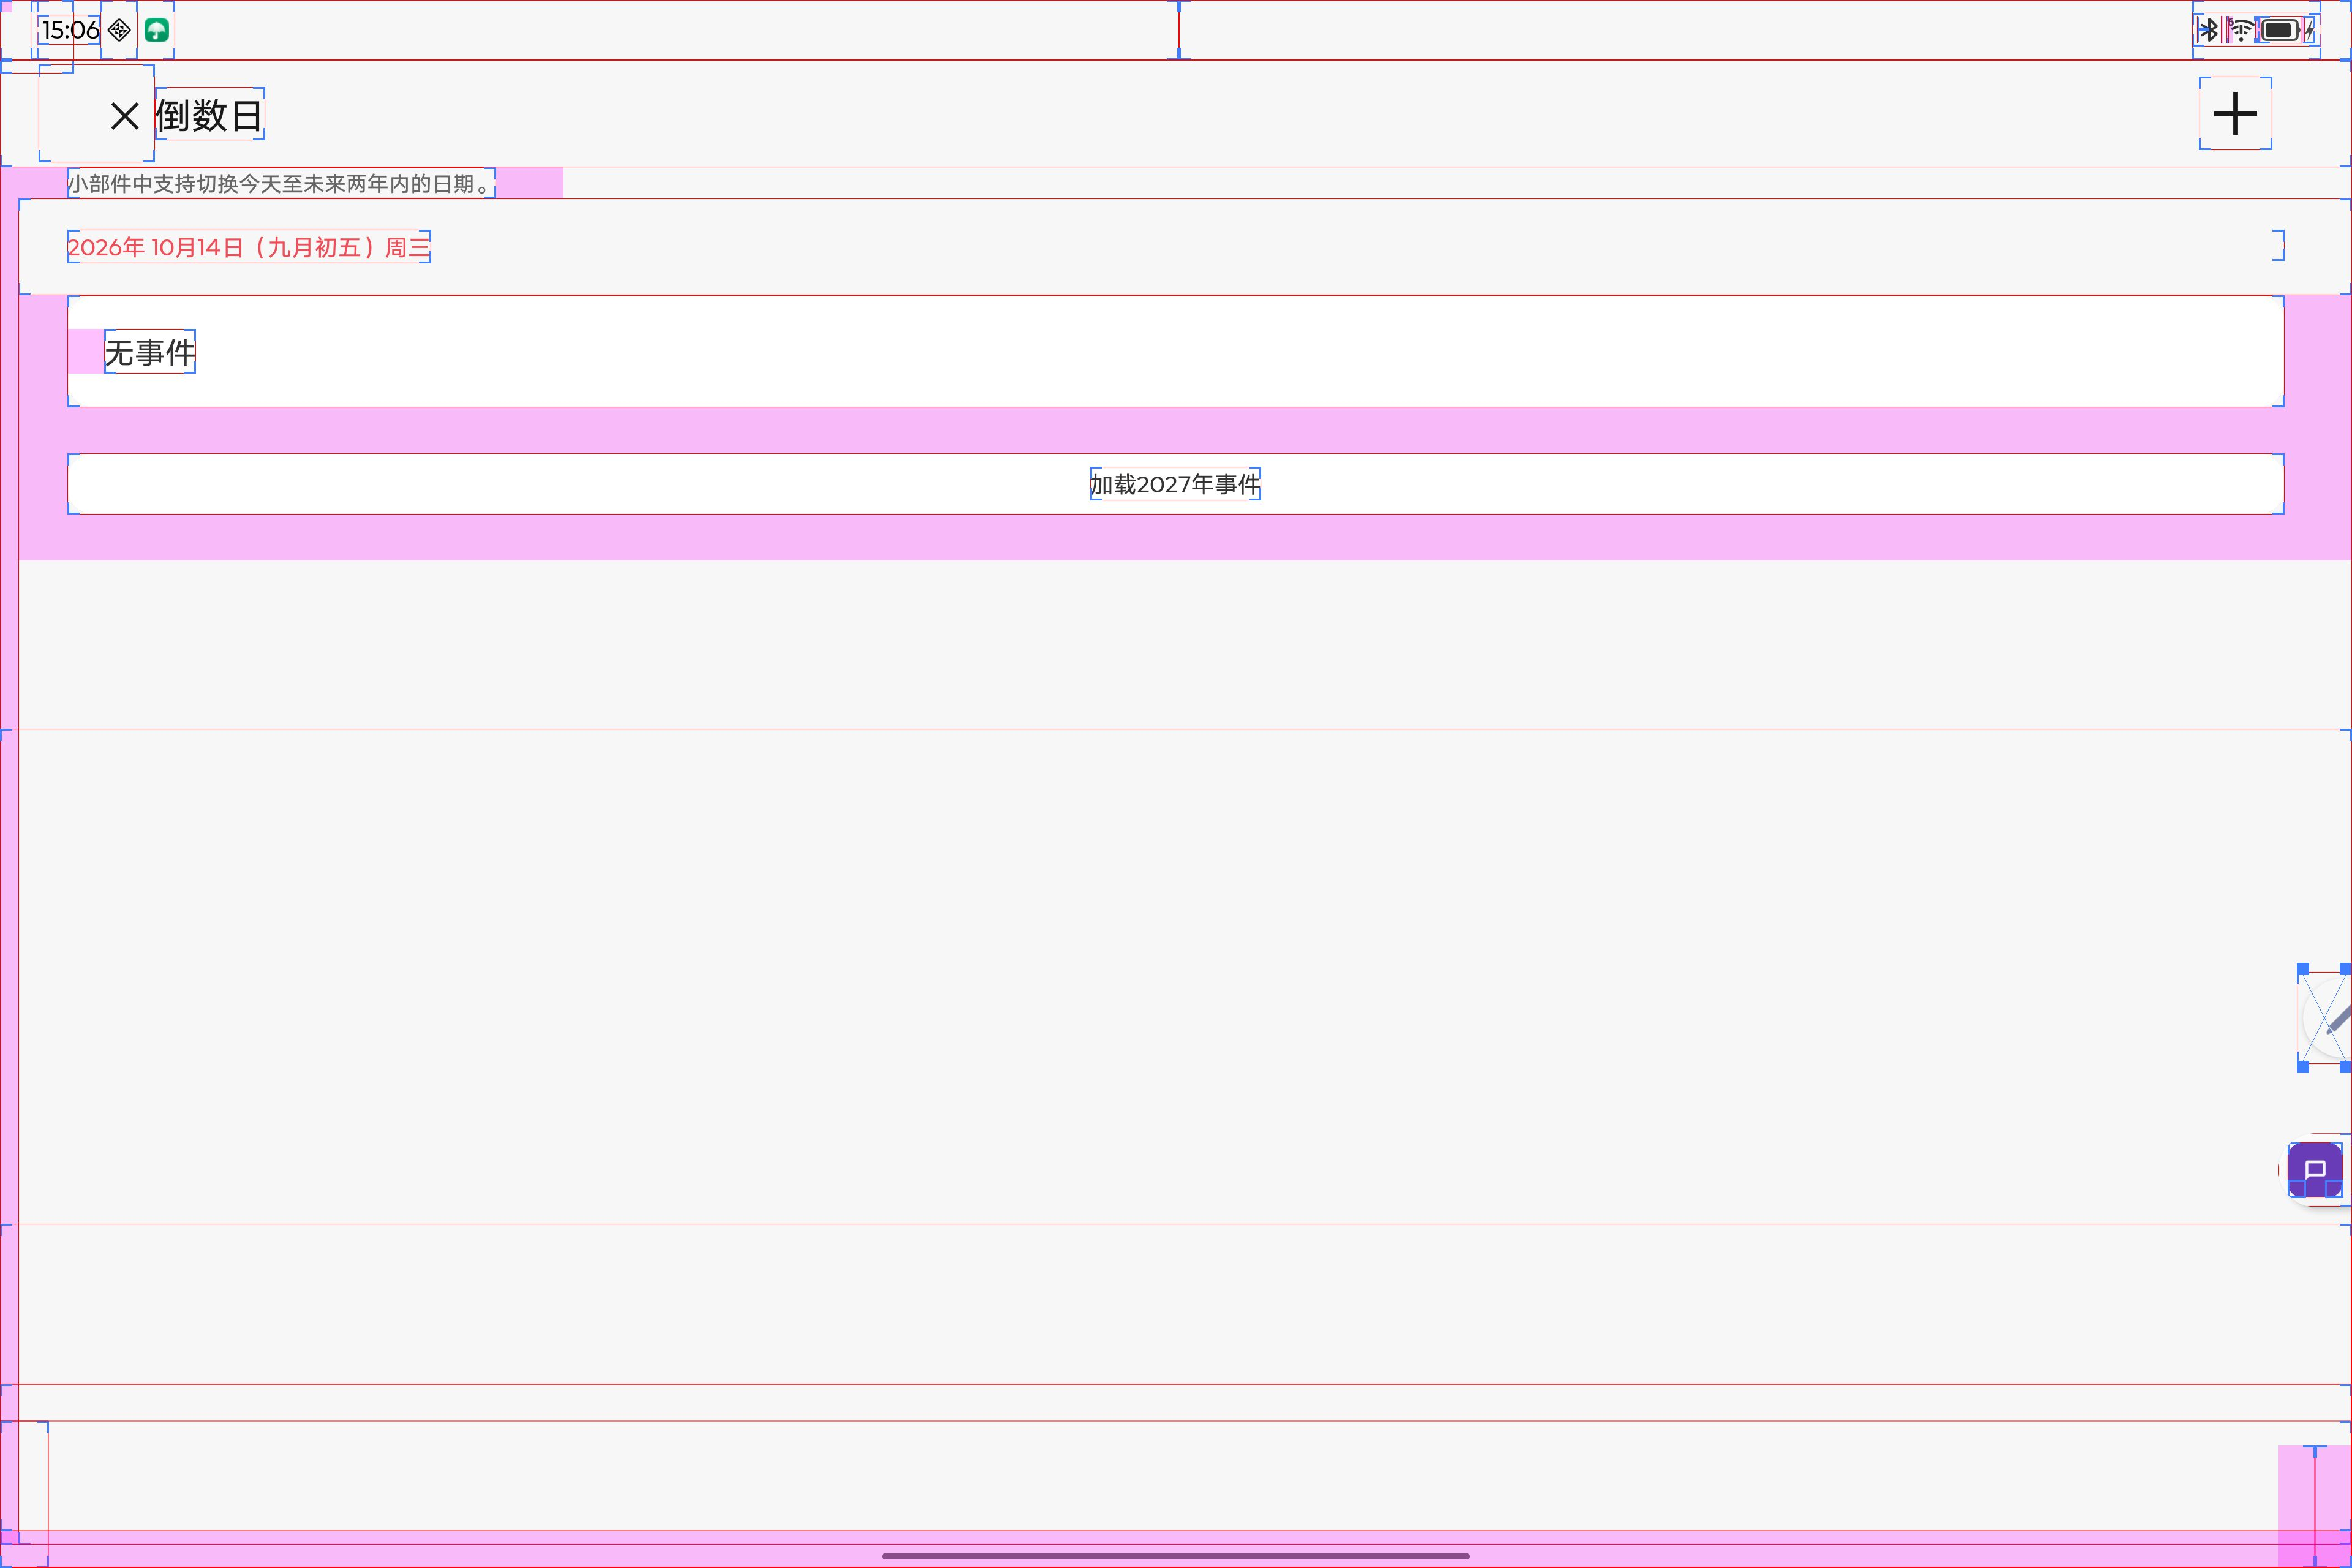 15:06
倒数日
小部件中支持切换今天至未来两年内的日期。
2026年 10月14日（九月初五）周三
无事件
加载2027年事件